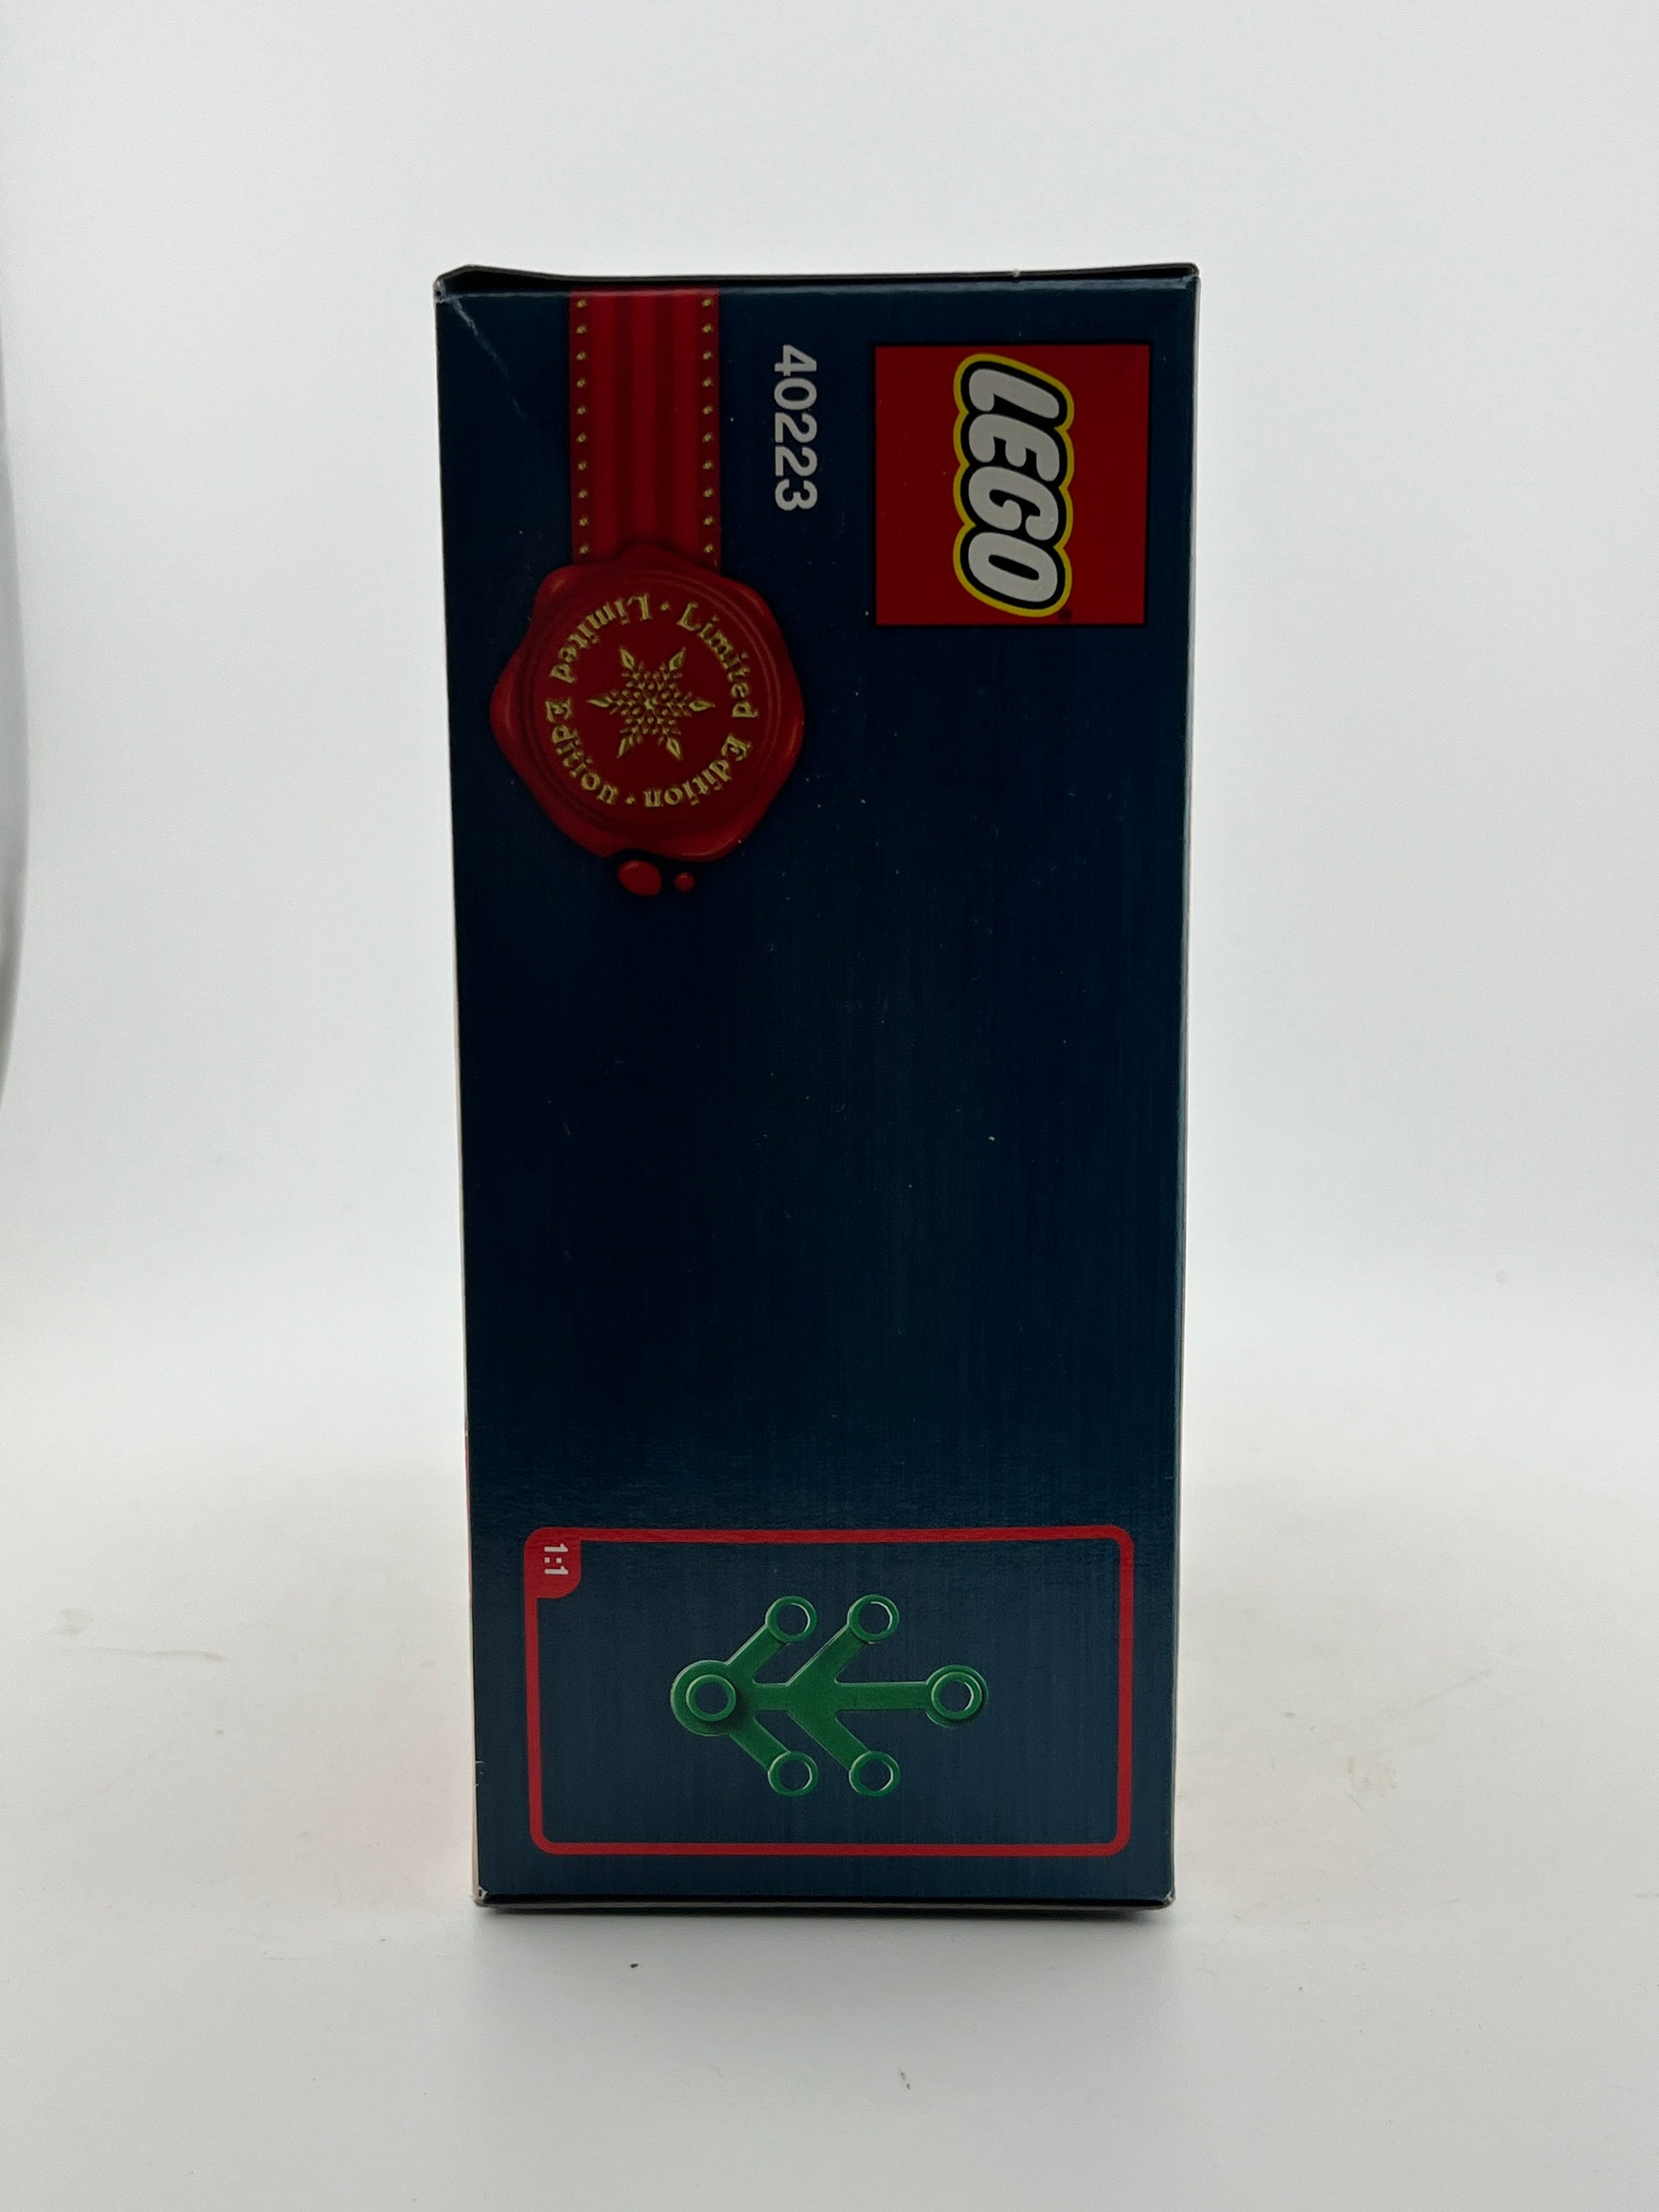 LEGO
40223
Limited Edition · Limited Edition ·
1:1